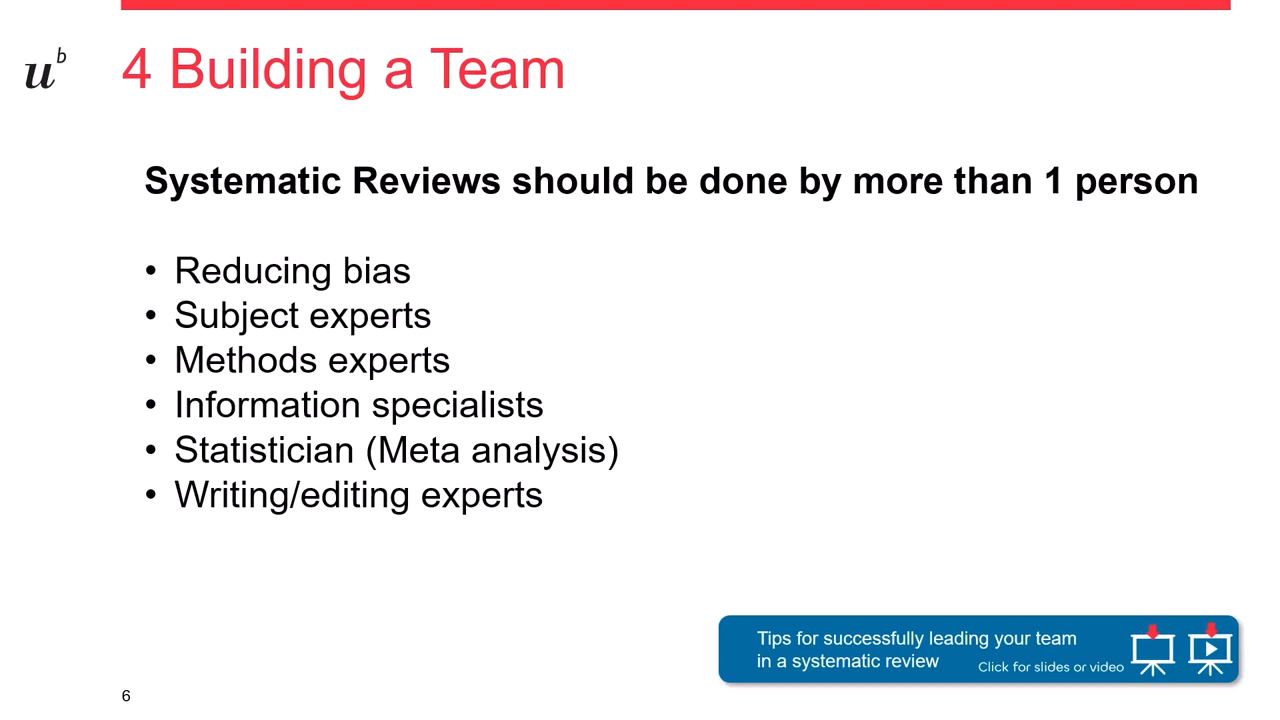 u b
4 Building a Team
Systematic Reviews should be done by more than 1 person
• Reducing bias
• Subject experts
• Methods experts
• Information specialists
• Statistician (Meta analysis)
• Writing/editing experts
Tips for successfully leading your team
in a systematic review
Click for slides or video
6